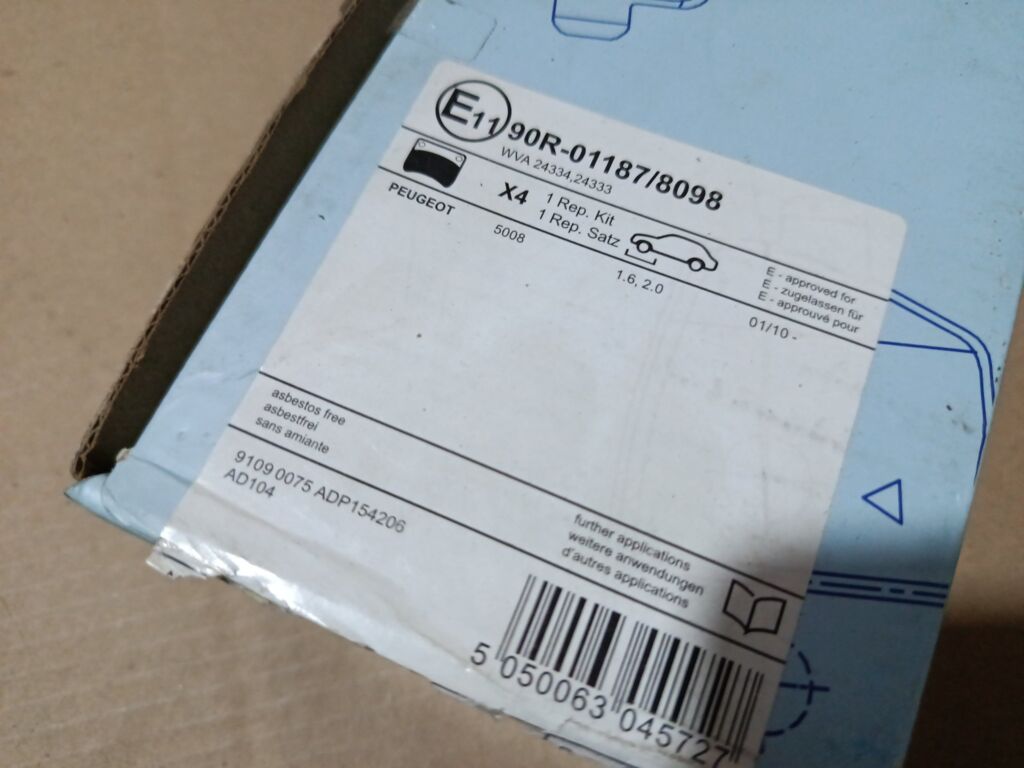 E11 90R-01187/8098
WVA 24334,24333
X4 1 Rep. Kit
1 Rep. Satz
E - approved for
E - zugelassen für
E - approuvé pour
PEUGEOT 5008 1.6, 2.0 01/10 -
asbestos free
asbestfrei
sans amiante
9109 0075 ADP154206
AD104
further applications
weitere anwendungen
d'autres applications
5 050063 045727